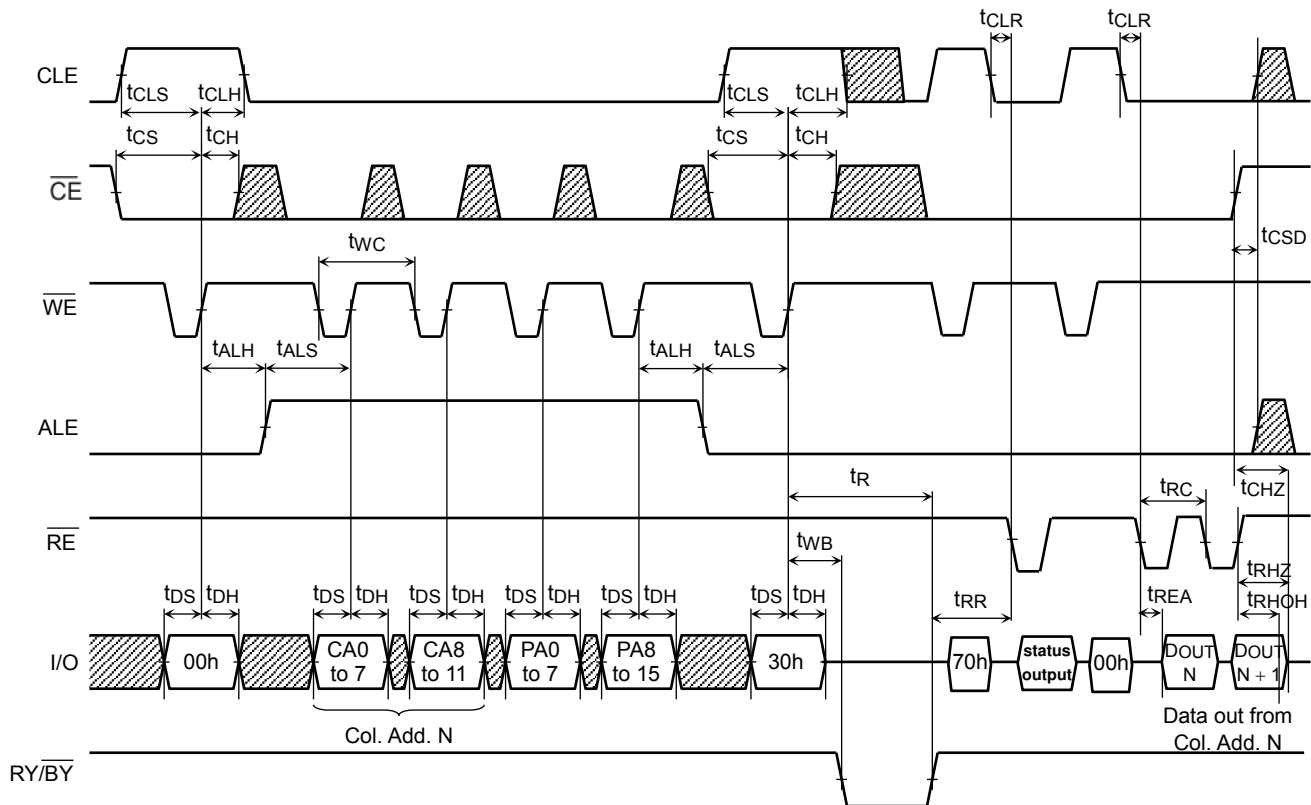 tCLR tCLR
CLE
tCLS tCLH tCLS tCLH
tCS tCH tCS tCH
CE
tCSD
tWC
WE
tALH tALS tALH tALS
ALE
tR tRC tCHZ
RE
tWB
tDS tDH tDS tDH tDS tDH tDS tDH tDS tDH tDS tDH tRR tREA tRHZ
tRHOH
I/O
00h
CA0
to 7
CA8
to 11
PA0
to 7
PA8
to 15
30h
70h
status
output
00h
DOUT
N
DOUT
N + 1
Col. Add. N
Data out from
Col. Add. N
RY/BY